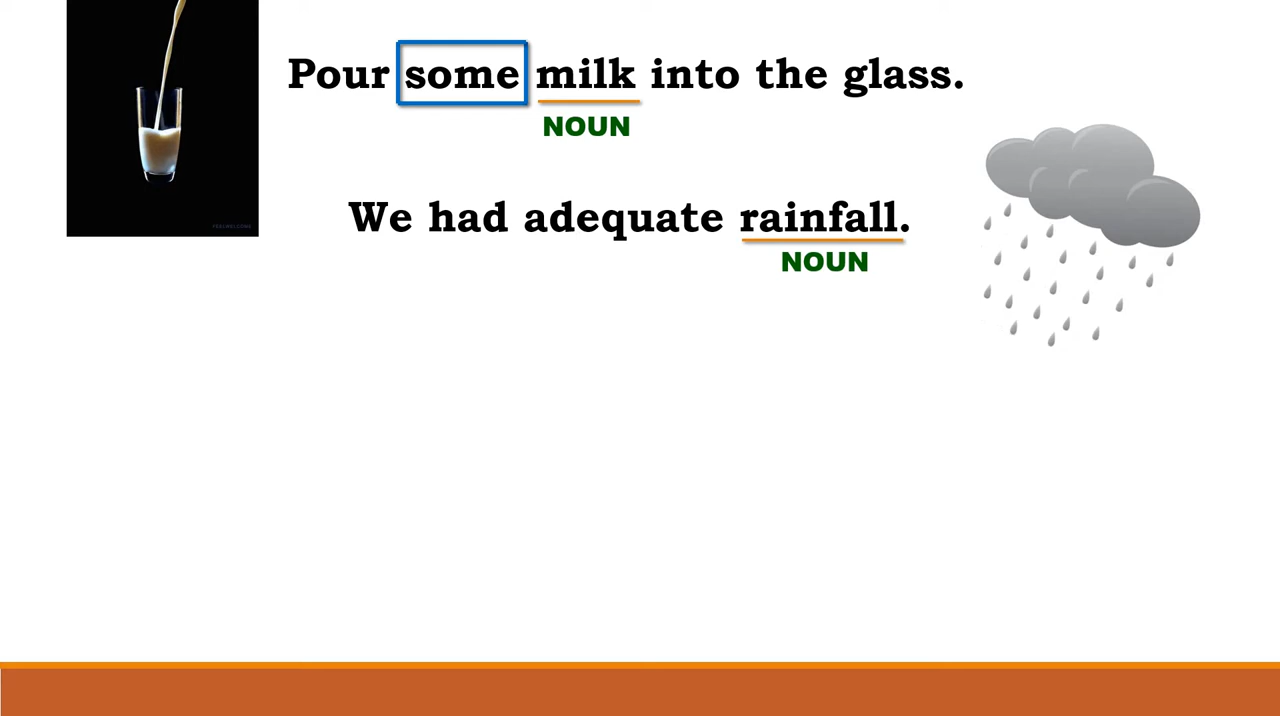 Pour some milk into the glass.
NOUN
We had adequate rainfall.
NOUN